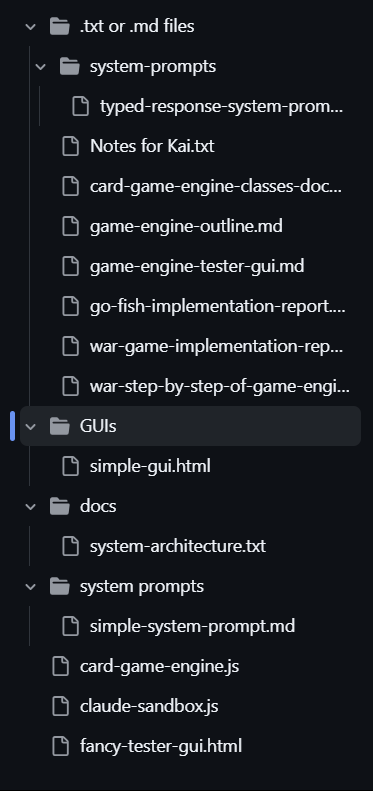 .txt or .md files
system-prompts
typed-response-system-prom...
Notes for Kai.txt
card-game-engine-classes-doc...
game-engine-outline.md
game-engine-tester-gui.md
go-fish-implementation-report....
war-game-implementation-rep...
war-step-by-step-of-game-engi...
GUIs
simple-gui.html
docs
system-architecture.txt
system prompts
simple-system-prompt.md
card-game-engine.js
claude-sandbox.js
fancy-tester-gui.html